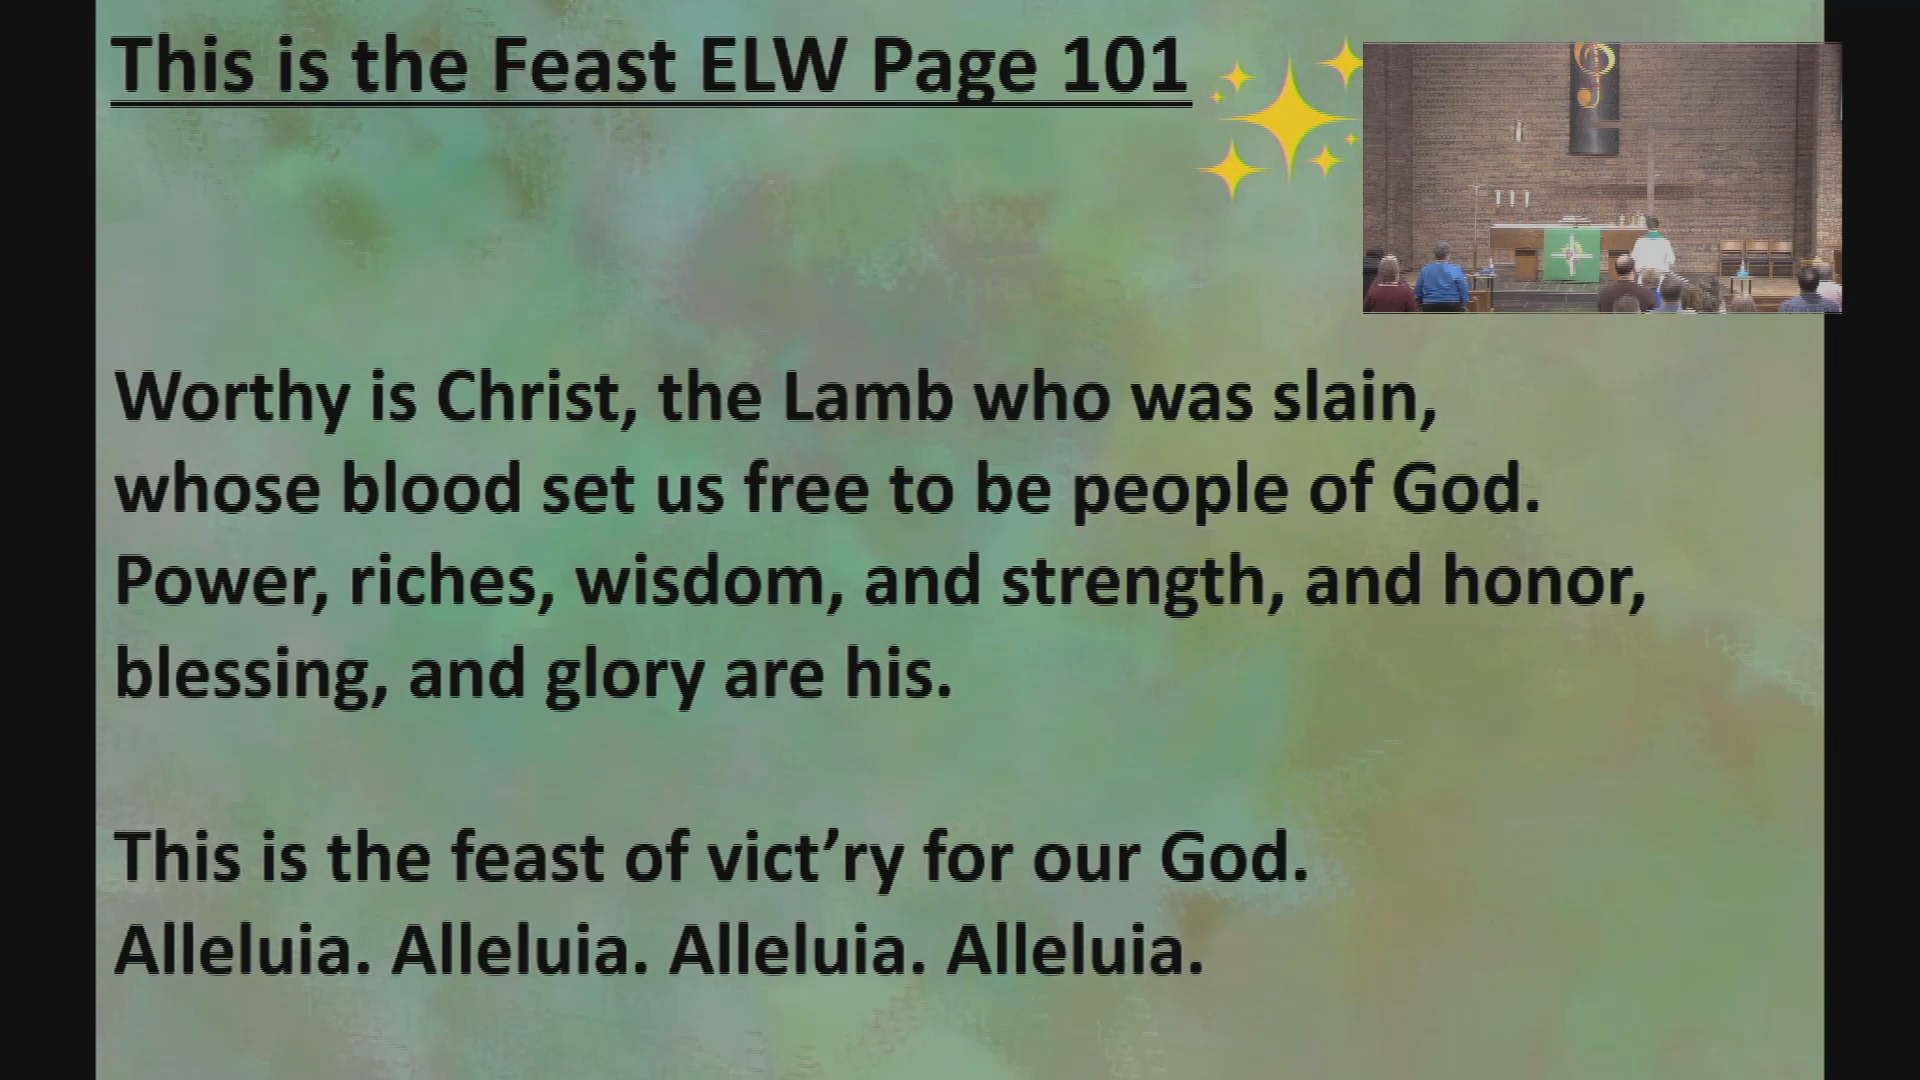 This is the Feast ELW Page 101
Worthy is Christ, the Lamb who was slain,
whose blood set us free to be people of God.
Power, riches, wisdom, and strength, and honor,
blessing, and glory are his.
This is the feast of vict’ry for our God.
Alleluia. Alleluia. Alleluia. Alleluia.